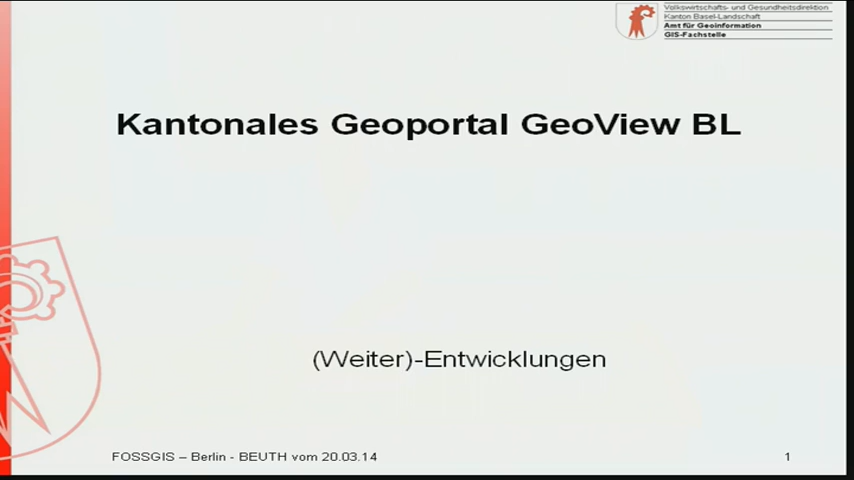 Volkswirtschafts- und Gesundheitsdirektion
Kanton Basel-Landschaft
Amt für Geoinformation
GIS-Fachstelle
Kantonales Geoportal GeoView BL
(Weiter)-Entwicklungen
FOSSGIS – Berlin - BEUTH vom 20.03.14
1